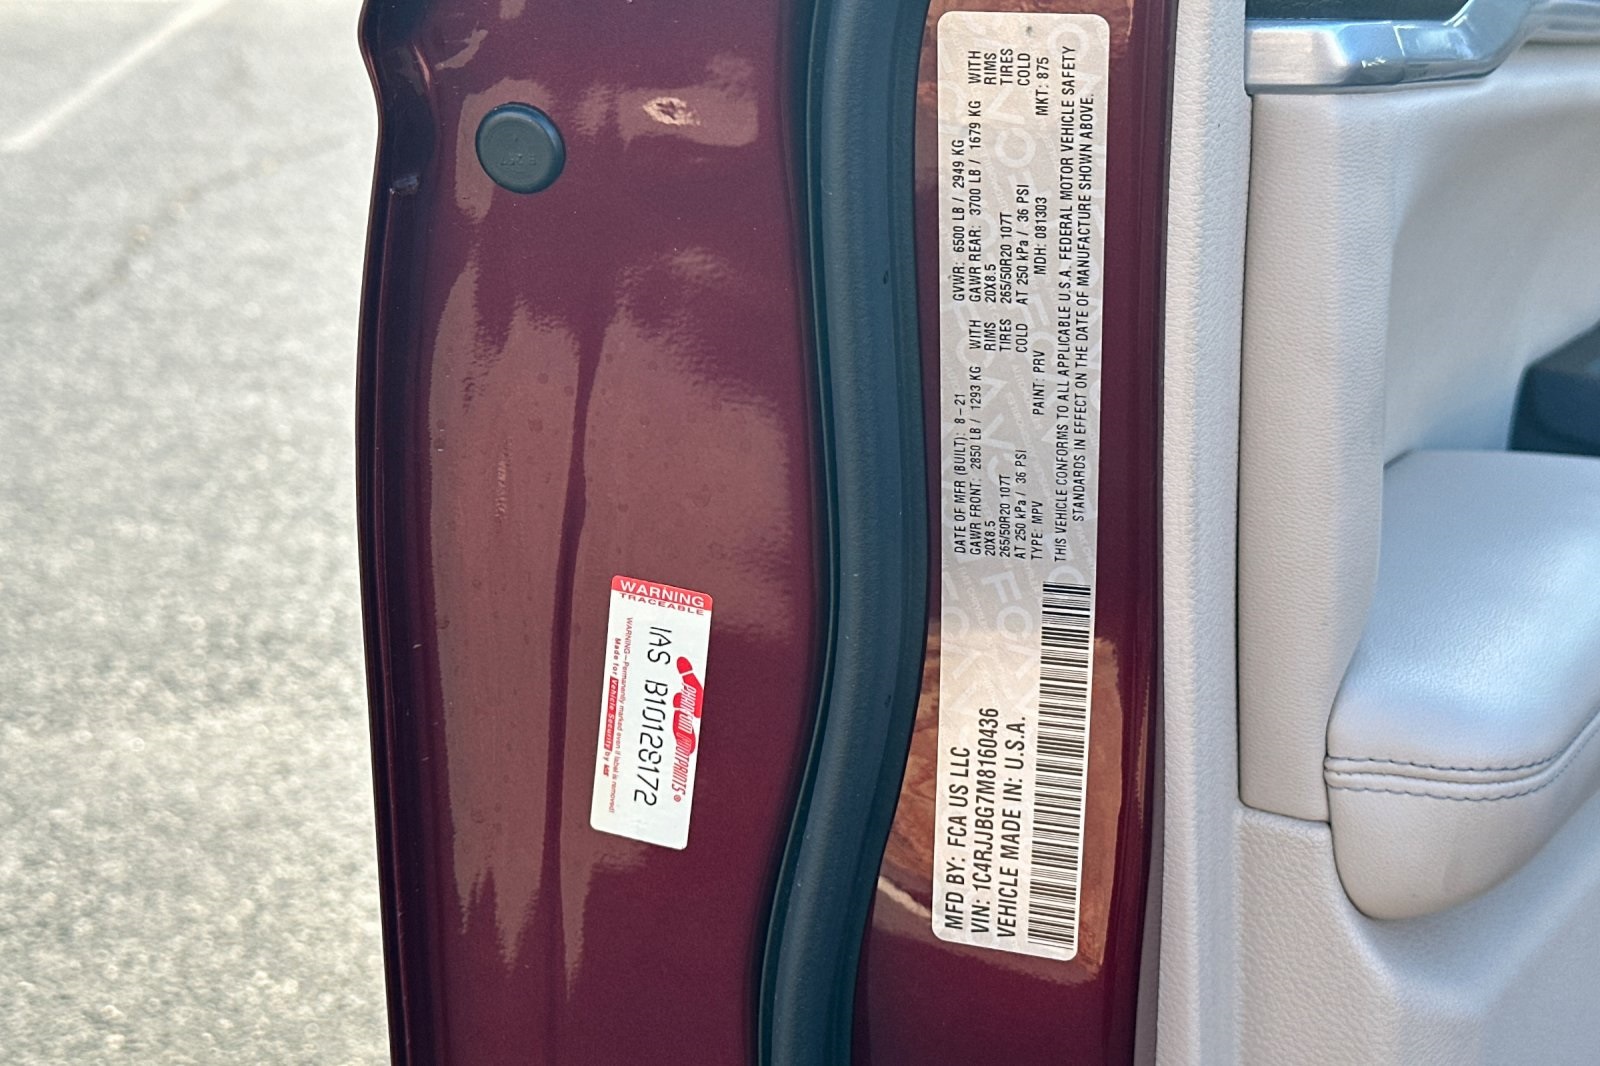 MFD BY: FCA US LLC
VIN: 1C4RJJBG7M8160436
VEHICLE MADE IN: U.S.A.
DATE OF MFR (BUILT): 8-21 GVWR: 6500 LB / 2949 KG
GAWR FRONT: 2850 LB / 1293 KG WITH GAWR REAR: 3700 LB / 1679 KG WITH
20X8.5 RIMS 20X8.5 RIMS
265/50R20 107T TIRES 265/50R20 107T TIRES
AT 250 kPa / 36 PSI COLD AT 250 kPa / 36 PSI COLD
TYPE: MPV PAINT: PRV MDH: 081303 MKT: 875
THIS VEHICLE CONFORMS TO ALL APPLICABLE U.S.A. FEDERAL MOTOR VEHICLE SAFETY
STANDARDS IN EFFECT ON THE DATE OF MANUFACTURE SHOWN ABOVE.
WARNING
TRACEABLE
PHANTOM FOOTPRINTS®
IAS B10128172
WARNING—Permanently marked even if label is removed!
Made for Vehicle Security by IAS